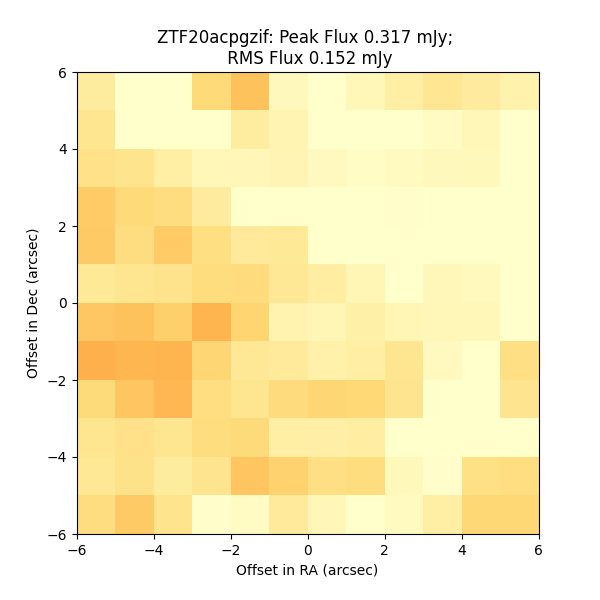 ZTF20acpgzif: Peak Flux 0.317 mJy;
RMS Flux 0.152 mJy
6
4
2
0
−2
−4
−6
Offset in Dec (arcsec)
−6 −4 −2 0 2 4 6
Offset in RA (arcsec)